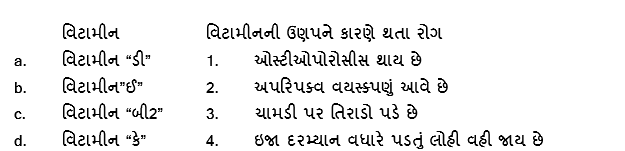 વિટામીન વિટામીનની ઉણપને કારણે થતા રોગ
a. વિટામીન “ડી” 1. ઓસ્ટીઓપોરોસીસ થાય છે
b. વિટામીન”ઈ” 2. અપરિપક્વ વયસ્કપણું આવે છે
c. વિટામીન “બી2” 3. ચામડી પર તિરાડો પડે છે
d. વિટામીન “કે” 4. ઇજા દરમ્યાન વધારે પડતું લોહી વહી જાય છે